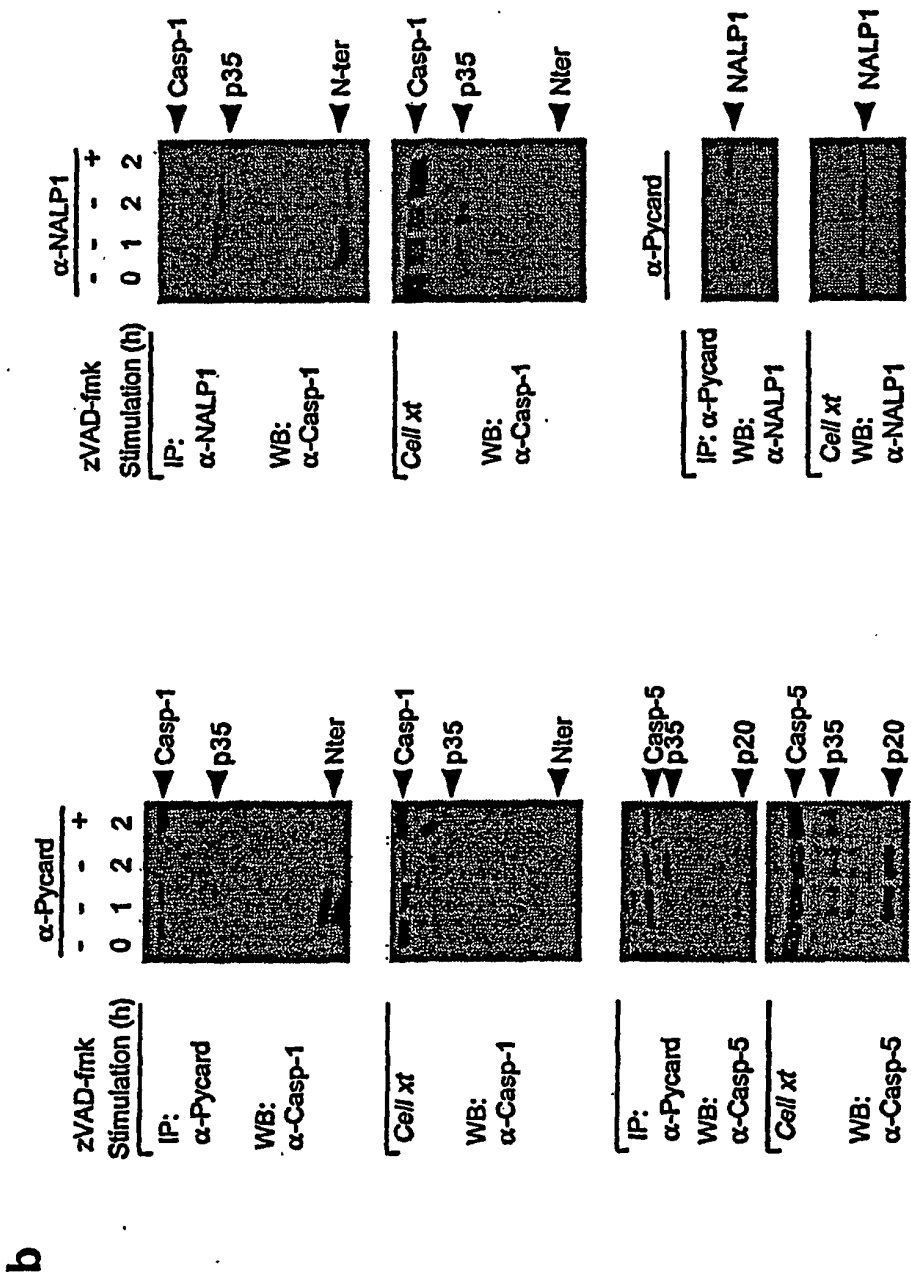 b
α-Pycard
zVAD-fmk - - - +
Stimulation (h) 0 1 2 2
IP:
α-Pycard
WB:
α-Casp-1
Casp-1
p35
Nter
Cell xt
WB:
α-Casp-1
Casp-1
p35
Nter
IP:
α-Pycard
WB:
α-Casp-5
Casp-5
p35
p20
Cell xt
WB:
α-Casp-5
Casp-5
p35
p20
α-NALP1
zVAD-fmk - - - +
Stimulation (h) 0 1 2 2
IP:
α-NALP1
WB:
α-Casp-1
Casp-1
p35
N-ter
Cell xt
WB:
α-Casp-1
Casp-1
p35
Nter
α-Pycard
IP: α-Pycard
WB:
α-NALP1
NALP1
Cell xt
WB:
α-NALP1
NALP1